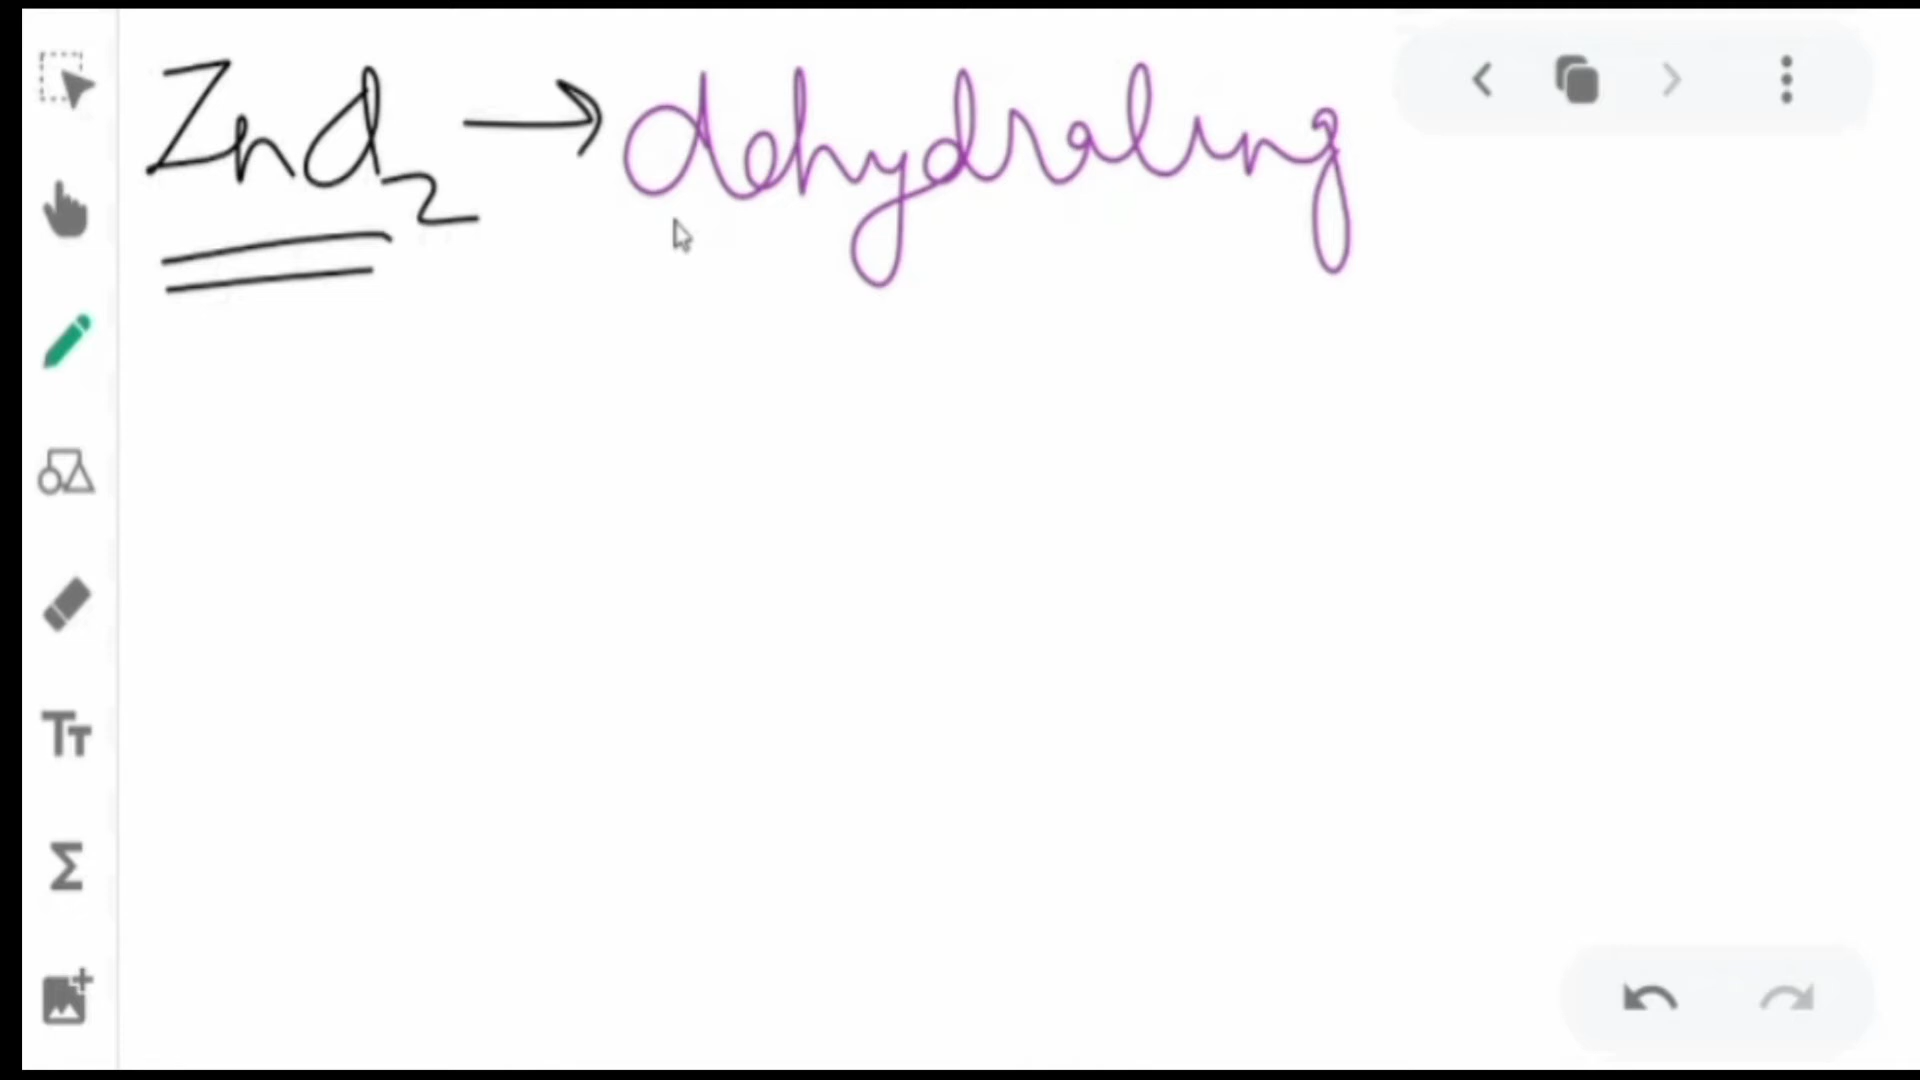 ZnCl₂ → dehydrating